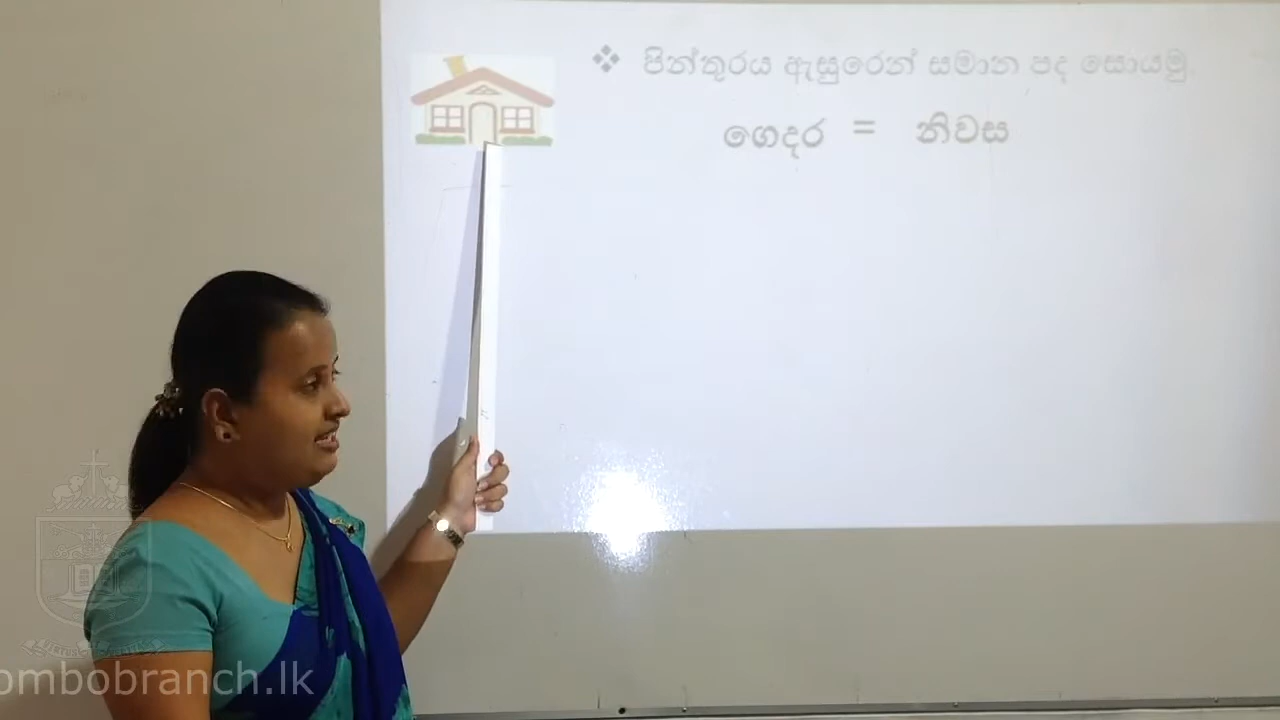 ❖ පින්තූරය ඇසුරෙන් සමාන පද සොයමු
ගෙදර = නිවස
ombobranch.lk